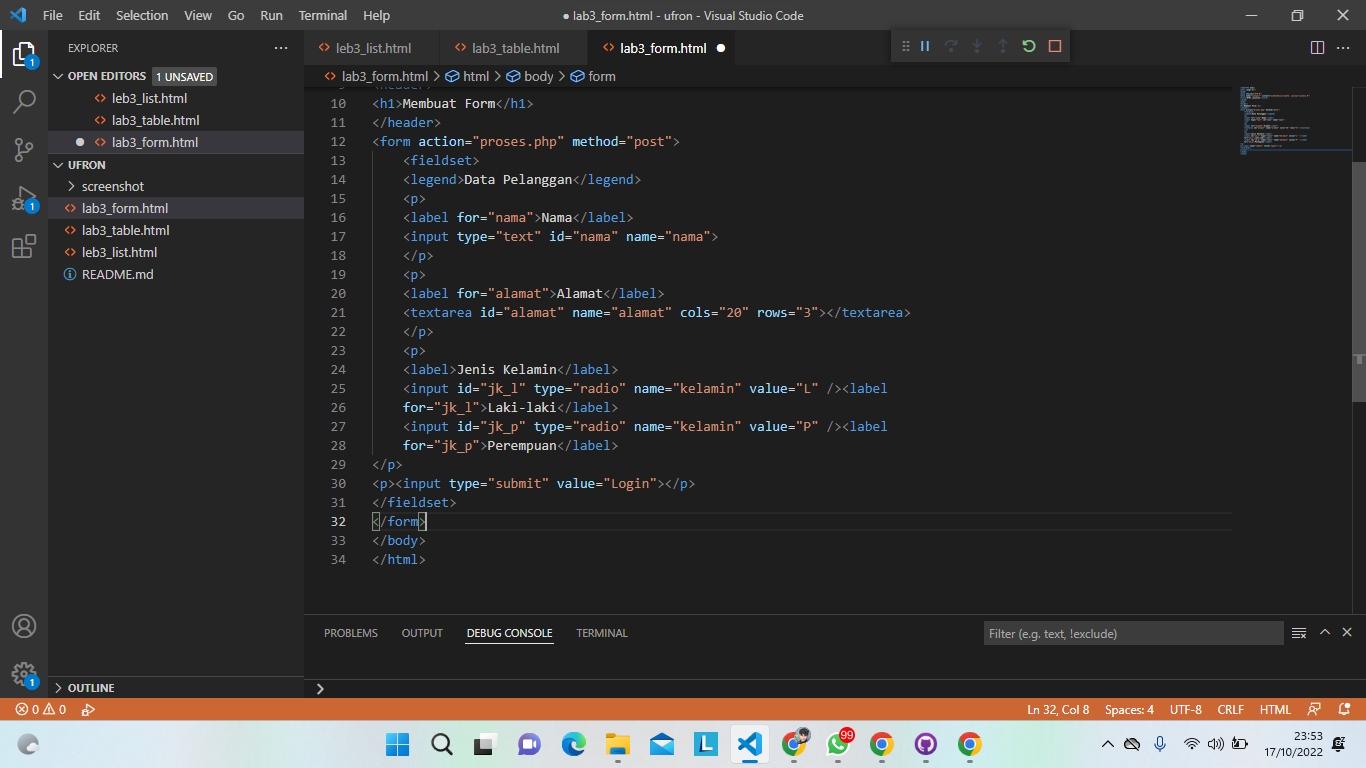 File Edit Selection View Go Run Terminal Help
● lab3_form.html - ufron - Visual Studio Code
EXPLORER
OPEN EDITORS 1 UNSAVED
leb3_list.html
lab3_table.html
lab3_form.html
UFRON
screenshot
lab3_form.html
lab3_table.html
leb3_list.html
README.md
OUTLINE
leb3_list.html lab3_table.html lab3_form.html
lab3_form.html > html > body > form
9 <header>
10 <h1>Membuat Form</h1>
11 </header>
12 <form action="proses.php" method="post">
13 <fieldset>
14 <legend>Data Pelanggan</legend>
15 <p>
16 <label for="nama">Nama</label>
17 <input type="text" id="nama" name="nama">
18 </p>
19 <p>
20 <label for="alamat">Alamat</label>
21 <textarea id="alamat" name="alamat" cols="20" rows="3"></textarea>
22 </p>
23 <p>
24 <label>Jenis Kelamin</label>
25 <input id="jk_l" type="radio" name="kelamin" value="L" /><label
26 for="jk_l">Laki-laki</label>
27 <input id="jk_p" type="radio" name="kelamin" value="P" /><label
28 for="jk_p">Perempuan</label>
29 </p>
30 <p><input type="submit" value="Login"></p>
31 </fieldset>
32 </form>
33 </body>
34 </html>
PROBLEMS OUTPUT DEBUG CONSOLE TERMINAL
Filter (e.g. text, !exclude)
0 0
Ln 32, Col 8 Spaces: 4 UTF-8 CRLF HTML
1
1
1
L
99
23:53
17/10/2022